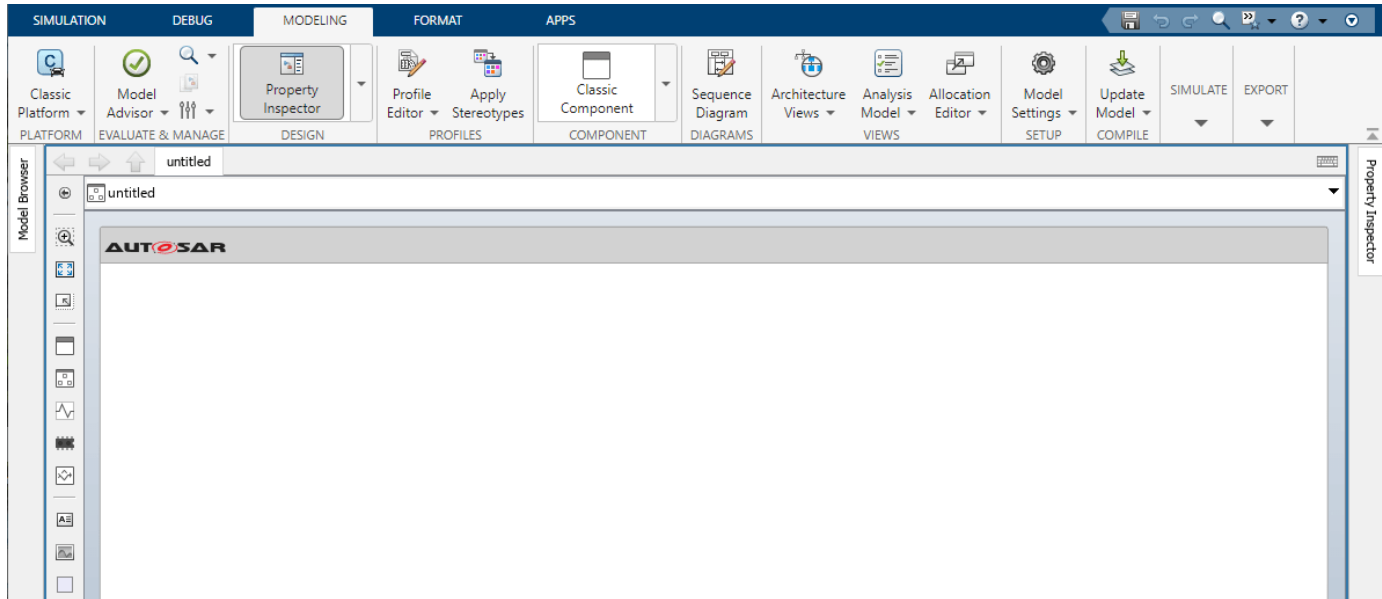 SIMULATION DEBUG MODELING FORMAT APPS
Classic Platform
Model Advisor
Property Inspector
Profile Editor
Apply Stereotypes
Classic Component
Sequence Diagram
Architecture Views
Analysis Model
Allocation Editor
Model Settings
Update Model
SIMULATE
EXPORT
PLATFORM EVALUATE & MANAGE DESIGN PROFILES COMPONENT DIAGRAMS VIEWS SETUP COMPILE
Model Browser
untitled
untitled
AUTOSAR
Property Inspector